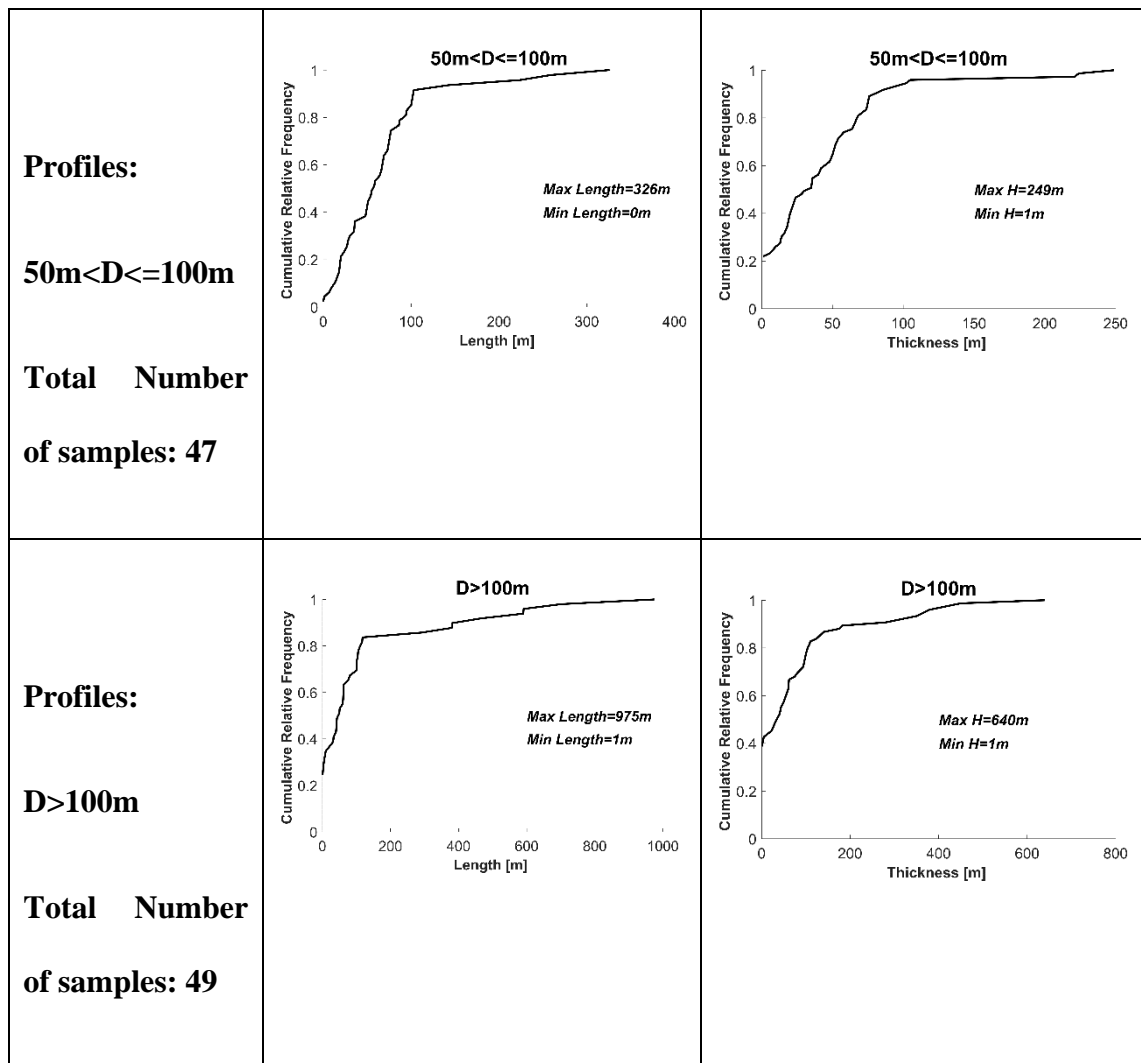 Profiles:
50m<D<=100m
Total Number
of samples: 47
50m<D<=100m
Cumulative Relative Frequency
1
0.8
0.6
0.4
0.2
0
Max Length=326m
Min Length=0m
0 100 200 300 400
Length [m]
50m<D<=100m
Cumulative Relative Frequency
1
0.8
0.6
0.4
0.2
0
Max H=249m
Min H=1m
0 50 100 150 200 250
Thickness [m]
Profiles:
D>100m
Total Number
of samples: 49
D>100m
Cumulative Relative Frequency
1
0.8
0.6
0.4
0.2
0
Max Length=975m
Min Length=1m
0 200 400 600 800 1000
Length [m]
D>100m
Cumulative Relative Frequency
1
0.8
0.6
0.4
0.2
0
Max H=640m
Min H=1m
0 200 400 600 800
Thickness [m]